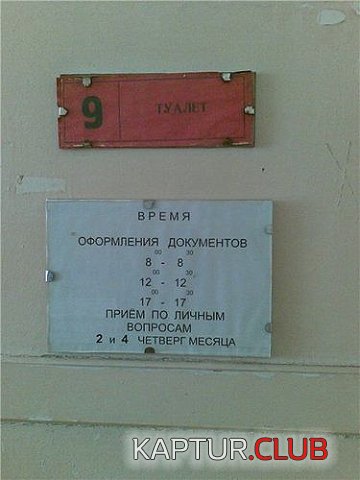 9 ТУАЛЕТ
ВРЕМЯ
ОФОРМЛЕНИЯ ДОКУМЕНТОВ
8 00 - 8 30
12 00 - 12 30
17 00 - 17 30
ПРИЁМ ПО ЛИЧНЫМ
ВОПРОСАМ
2 и 4 ЧЕТВЕРГ МЕСЯЦА
KAPTUR.CLUB